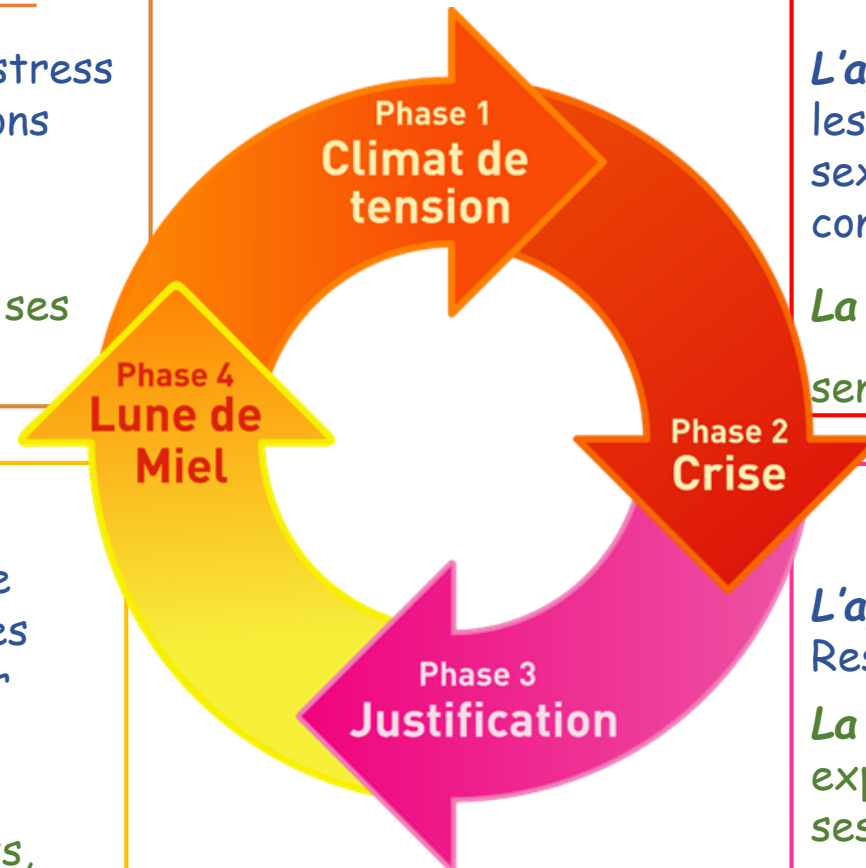 stress
ons
ses
Phase 1
Climat de
tension
L'a
les
sex
con
La
ser
Phase 4
Lune de
Miel
Phase 2
Crise
e
es
r
s,
Phase 3
Justification
L'a
Res
La
exp
ses